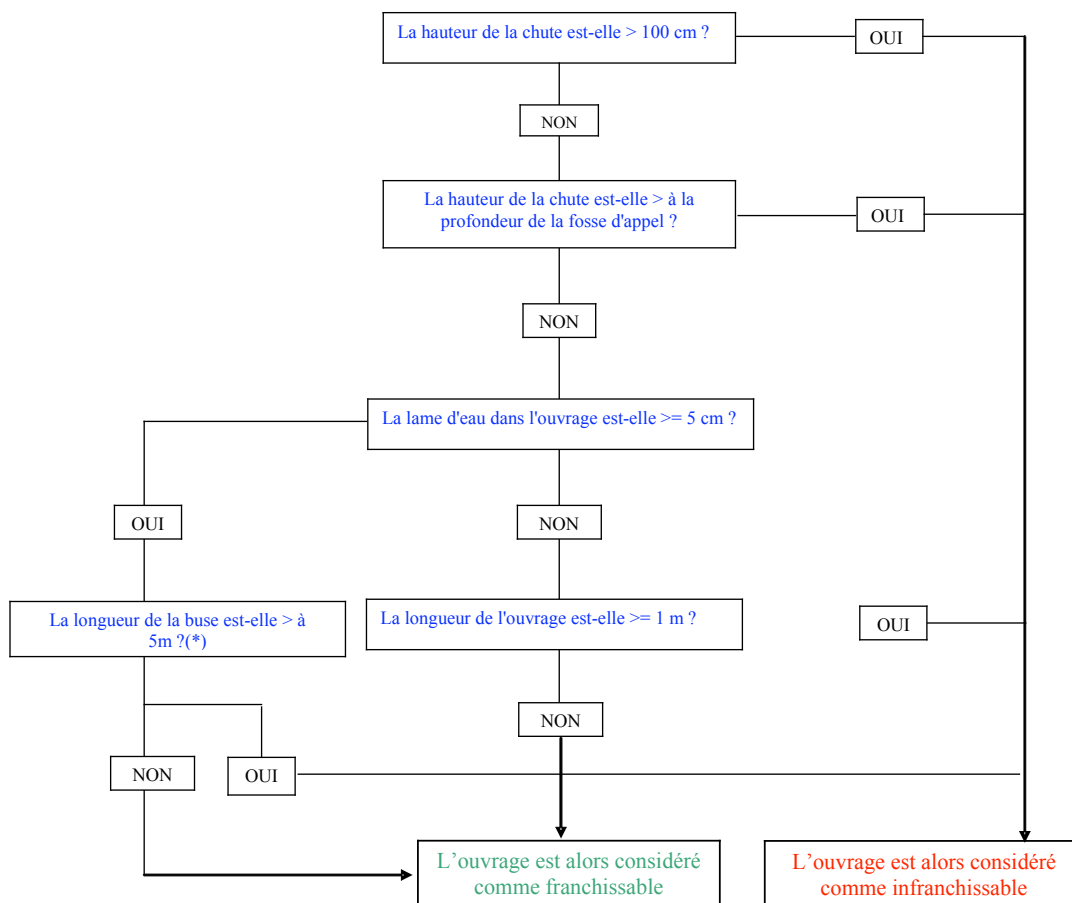 La hauteur de la chute est-elle > 100 cm ?
OUI
NON
La hauteur de la chute est-elle > à la
profondeur de la fosse d'appel ?
OUI
NON
La lame d'eau dans l'ouvrage est-elle >= 5 cm ?
OUI
NON
La longueur de la buse est-elle > à
5m ?(*)
La longueur de l'ouvrage est-elle >= 1 m ?
OUI
NON
NON
OUI
L'ouvrage est alors considéré
comme franchissable
L'ouvrage est alors considéré
comme infranchissable